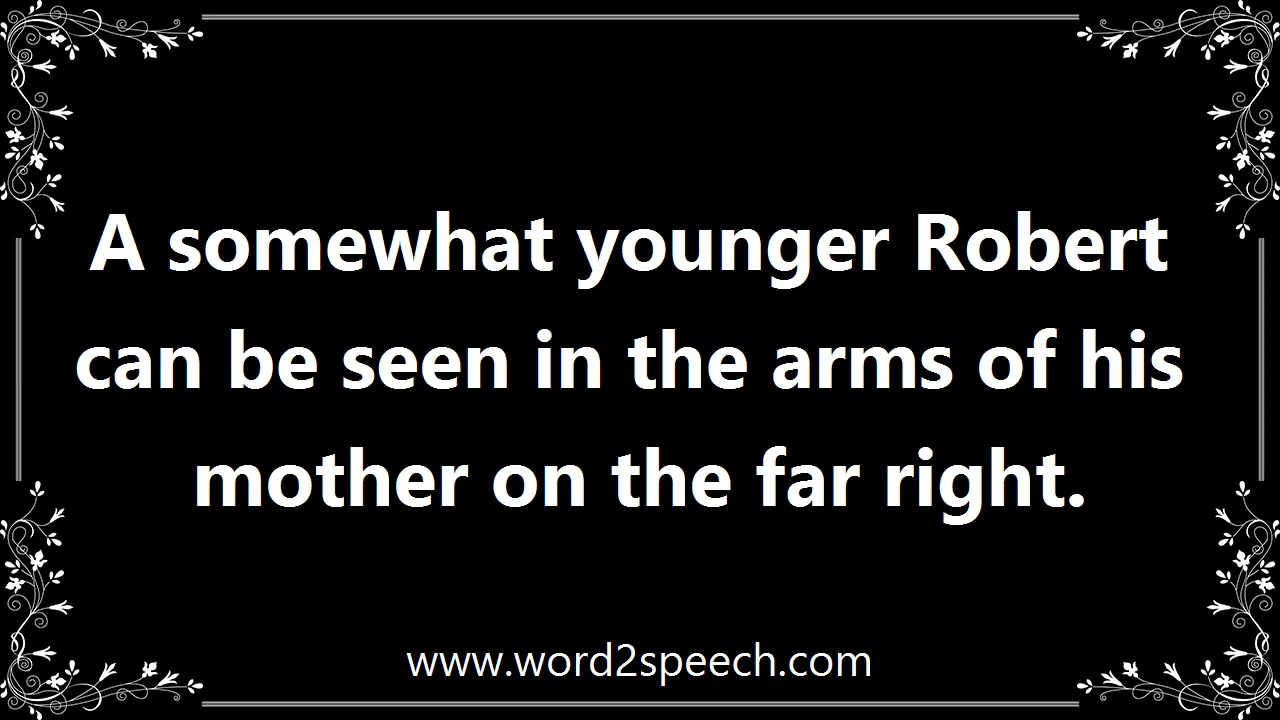 A somewhat younger Robert
can be seen in the arms of his
mother on the far right.
www.word2speech.com